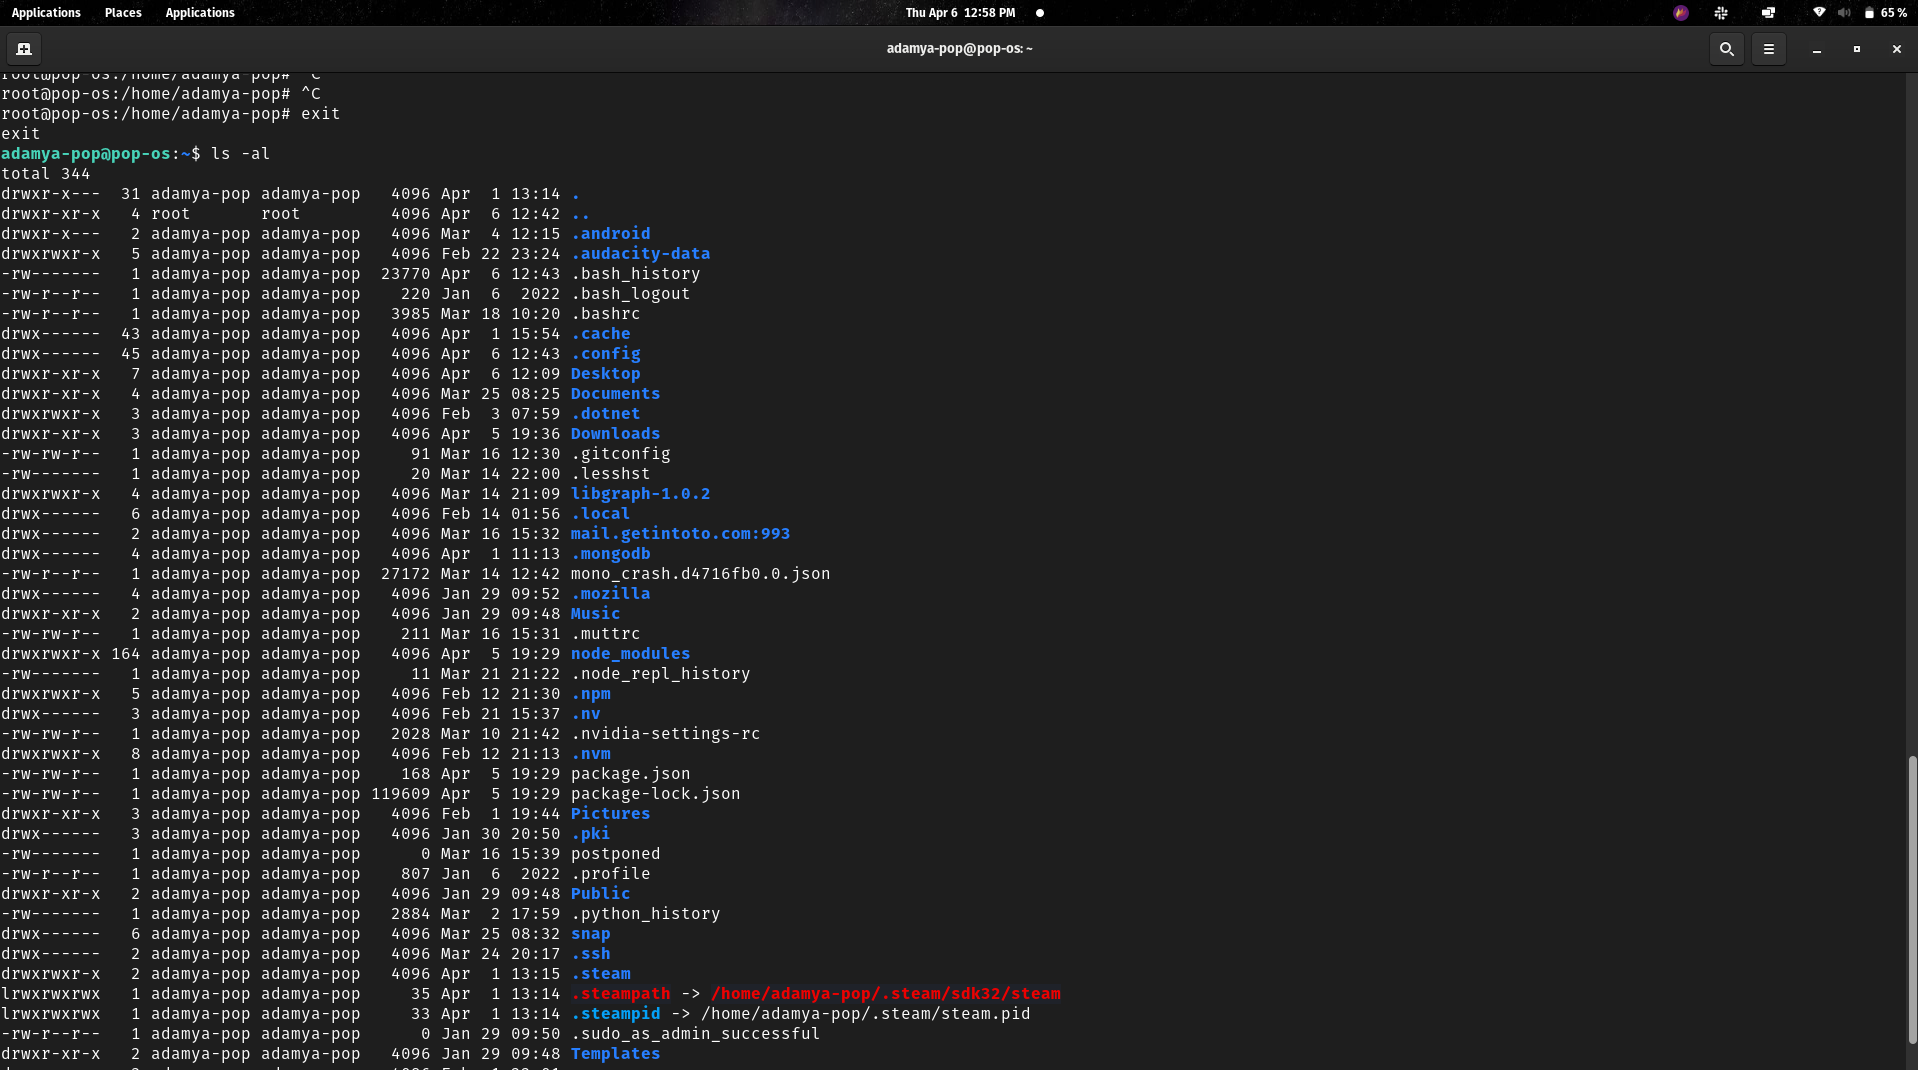 Applications Places Applications Thu Apr 6 12:58 PM 65 %
adamya-pop@pop-os: ~
root@pop-os:/home/adamya-pop# ^C
root@pop-os:/home/adamya-pop# ^C
root@pop-os:/home/adamya-pop# exit
exit
adamya-pop@pop-os:~$ ls -al
total 344
drwxr-x---  31 adamya-pop adamya-pop   4096 Apr  1 13:14 .
drwxr-xr-x   4 root       root         4096 Apr  6 12:42 ..
drwxr-x---   2 adamya-pop adamya-pop   4096 Mar  4 12:15 .android
drwxrwxr-x   5 adamya-pop adamya-pop   4096 Feb 22 23:24 .audacity-data
-rw-------   1 adamya-pop adamya-pop  23770 Apr  6 12:43 .bash_history
-rw-r--r--   1 adamya-pop adamya-pop    220 Jan  6  2022 .bash_logout
-rw-r--r--   1 adamya-pop adamya-pop   3985 Mar 18 10:20 .bashrc
drwx------  43 adamya-pop adamya-pop   4096 Apr  1 15:54 .cache
drwx------  45 adamya-pop adamya-pop   4096 Apr  6 12:43 .config
drwxr-xr-x   7 adamya-pop adamya-pop   4096 Apr  6 12:09 Desktop
drwxr-xr-x   4 adamya-pop adamya-pop   4096 Mar 25 08:25 Documents
drwxrwxr-x   3 adamya-pop adamya-pop   4096 Feb  3 07:59 .dotnet
drwxr-xr-x   3 adamya-pop adamya-pop   4096 Apr  5 19:36 Downloads
-rw-rw-r--   1 adamya-pop adamya-pop     91 Mar 16 12:30 .gitconfig
-rw-------   1 adamya-pop adamya-pop     20 Mar 14 22:00 .lesshst
drwxrwxr-x   4 adamya-pop adamya-pop   4096 Mar 14 21:09 libgraph-1.0.2
drwx------   6 adamya-pop adamya-pop   4096 Feb 14 01:56 .local
drwx------   2 adamya-pop adamya-pop   4096 Mar 16 15:32 mail.getintoto.com:993
drwx------   4 adamya-pop adamya-pop   4096 Apr  1 11:13 .mongodb
-rw-r--r--   1 adamya-pop adamya-pop  27172 Mar 14 12:42 mono_crash.d4716fb0.0.json
drwx------   4 adamya-pop adamya-pop   4096 Jan 29 09:52 .mozilla
drwxr-xr-x   2 adamya-pop adamya-pop   4096 Jan 29 09:48 Music
-rw-rw-r--   1 adamya-pop adamya-pop    211 Mar 16 15:31 .muttrc
drwxrwxr-x 164 adamya-pop adamya-pop   4096 Apr  5 19:29 node_modules
-rw-------   1 adamya-pop adamya-pop     11 Mar 21 21:22 .node_repl_history
drwxrwxr-x   5 adamya-pop adamya-pop   4096 Feb 12 21:30 .npm
drwx------   3 adamya-pop adamya-pop   4096 Feb 21 15:37 .nv
-rw-rw-r--   1 adamya-pop adamya-pop   2028 Mar 10 21:42 .nvidia-settings-rc
drwxrwxr-x   8 adamya-pop adamya-pop   4096 Feb 12 21:13 .nvm
-rw-rw-r--   1 adamya-pop adamya-pop    168 Apr  5 19:29 package.json
-rw-rw-r--   1 adamya-pop adamya-pop 119609 Apr  5 19:29 package-lock.json
drwxr-xr-x   3 adamya-pop adamya-pop   4096 Feb  1 19:44 Pictures
drwx------   3 adamya-pop adamya-pop   4096 Jan 30 20:50 .pki
-rw-------   1 adamya-pop adamya-pop      0 Mar 16 15:39 postponed
-rw-r--r--   1 adamya-pop adamya-pop    807 Jan  6  2022 .profile
drwxr-xr-x   2 adamya-pop adamya-pop   4096 Jan 29 09:48 Public
-rw-------   1 adamya-pop adamya-pop   2884 Mar  2 17:59 .python_history
drwx------   6 adamya-pop adamya-pop   4096 Mar 25 08:32 snap
drwx------   2 adamya-pop adamya-pop   4096 Mar 24 20:17 .ssh
drwxrwxr-x   2 adamya-pop adamya-pop   4096 Apr  1 13:15 .steam
lrwxrwxrwx   1 adamya-pop adamya-pop     35 Apr  1 13:14 .steampath -> /home/adamya-pop/.steam/sdk32/steam
lrwxrwxrwx   1 adamya-pop adamya-pop     33 Apr  1 13:14 .steampid -> /home/adamya-pop/.steam/steam.pid
-rw-r--r--   1 adamya-pop adamya-pop      0 Jan 29 09:50 .sudo_as_admin_successful
drwxr-xr-x   2 adamya-pop adamya-pop   4096 Jan 29 09:48 Templates